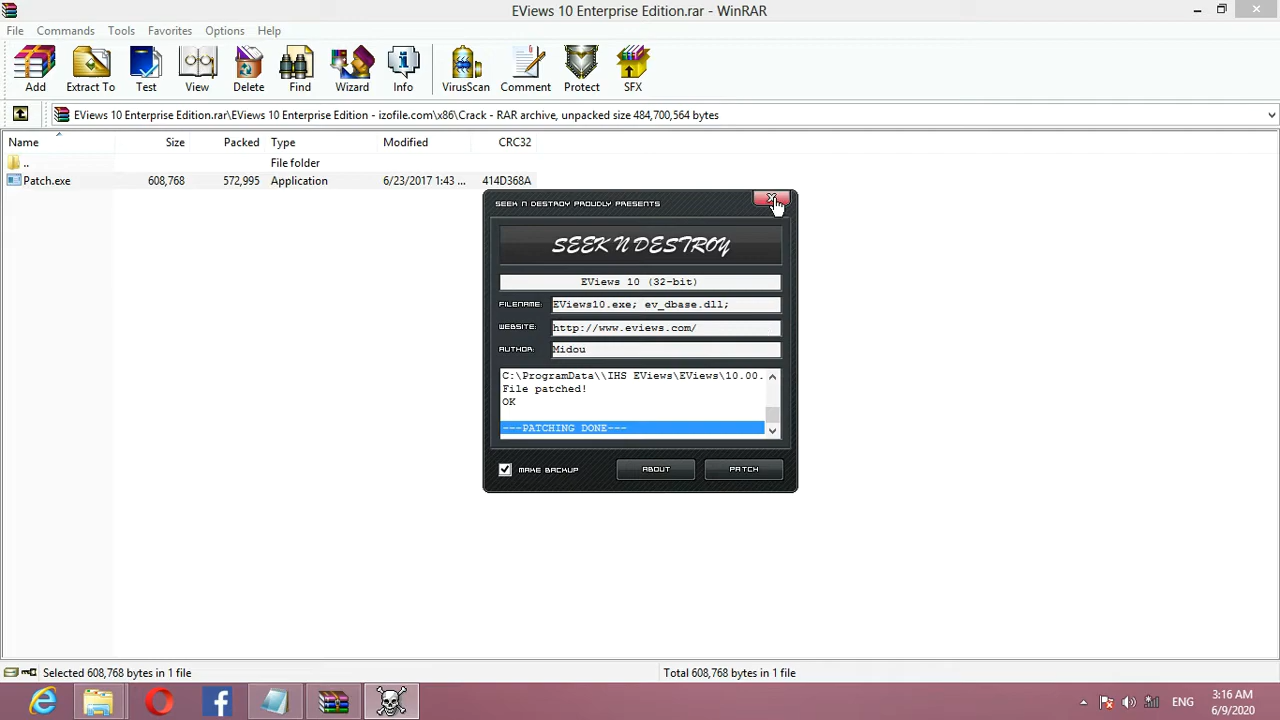 EViews 10 Enterprise Edition.rar - WinRAR
File Commands Tools Favorites Options Help
Add Extract To Test View Delete Find Wizard Info VirusScan Comment Protect SFX
EViews 10 Enterprise Edition.rar\EViews 10 Enterprise Edition - izofile.com\x86\Crack - RAR archive, unpacked size 484,700,564 bytes
Name Size Packed Type Modified CRC32
.. File folder
Patch.exe 608,768 572,995 Application 6/23/2017 1:43 ... 414D368A
SEEK N DESTROY PROUDLY PRESENTS
SEEK N DESTROY
EViews 10 (32-bit)
FILENAME: EViews10.exe; ev_dbase.dll;
WEBSITE: http://www.eviews.com/
AUTHOR: Midou
C:\ProgramData\\IHS EViews\EViews\10.00.
File patched!
OK
---PATCHING DONE---
MAKE BACKUP ABOUT PATCH
Selected 608,768 bytes in 1 file Total 608,768 bytes in 1 file
ENG 3:16 AM
6/9/2020